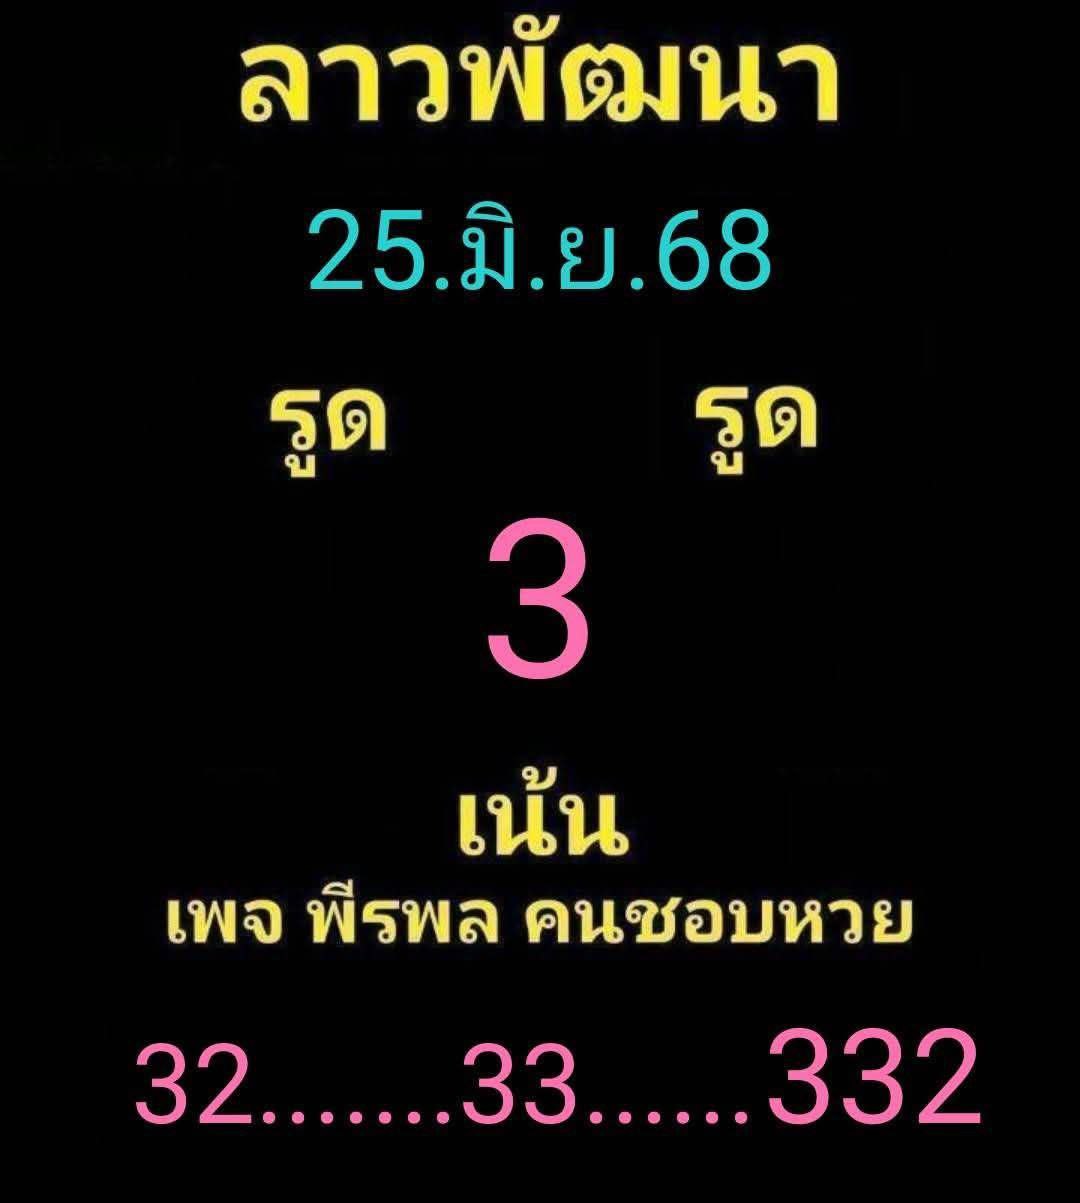 ลาวพัฒนา
25.มิ.ย.68
รูด รูด
3
เน้น
เพจ พีรพล คนชอบหวย
32.......33......332